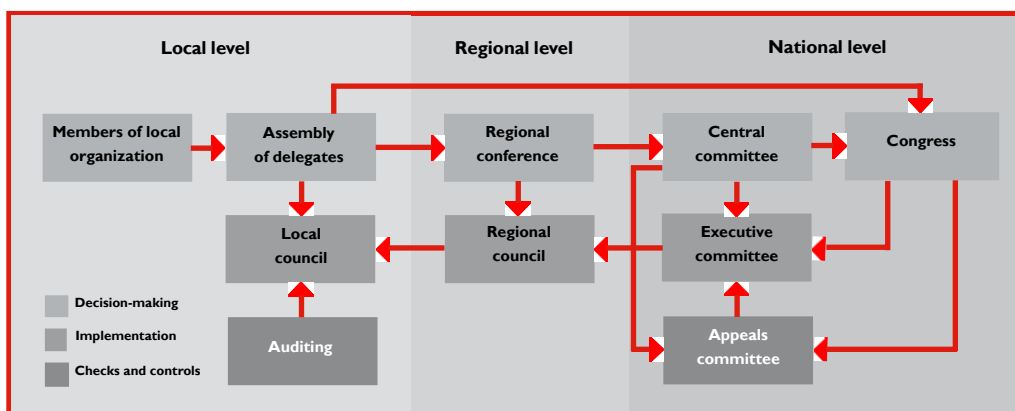 Local level
Regional level
National level
Members of local
organization
Assembly
of delegates
Regional
conference
Central
committee
Congress
Local
council
Regional
council
Executive
committee
Decision-making
Implementation
Checks and controls
Auditing
Appeals
committee